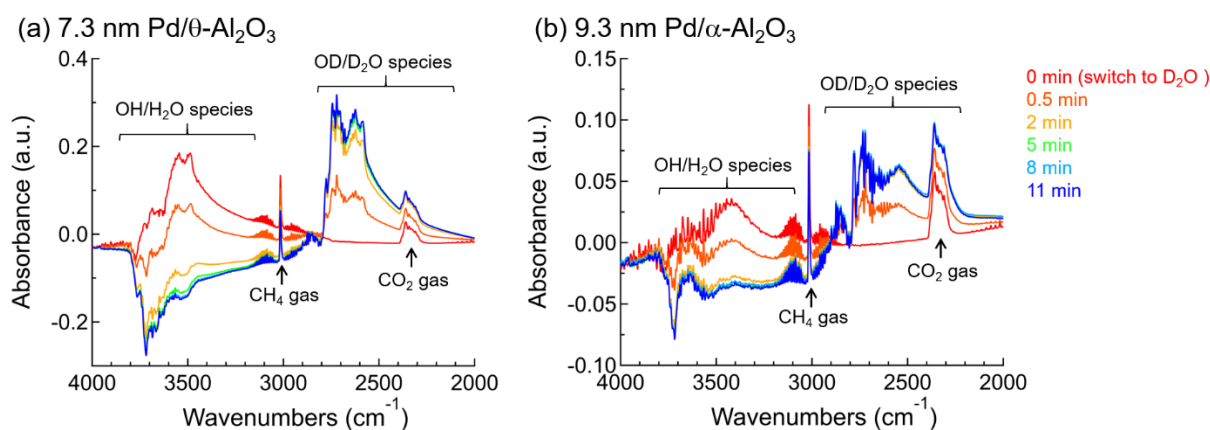 (a) 7.3 nm Pd/θ-Al₂O₃
0.4
0.2
0.0
-0.2
Absorbance (a.u.)
OH/H₂O species
OD/D₂O species
CH₄ gas
CO₂ gas
4000 3500 3000 2500 2000
Wavenumbers (cm⁻¹)
(b) 9.3 nm Pd/α-Al₂O₃
0.15
0.10
0.05
0.00
-0.05
0.10
Absorbance (a.u.)
OH/H₂O species
OD/D₂O species
CH₄ gas
CO₂ gas
4000 3500 3000 2500 2000
Wavenumbers (cm⁻¹)
0 min (switch to D₂O )
0.5 min
2 min
5 min
8 min
11 min